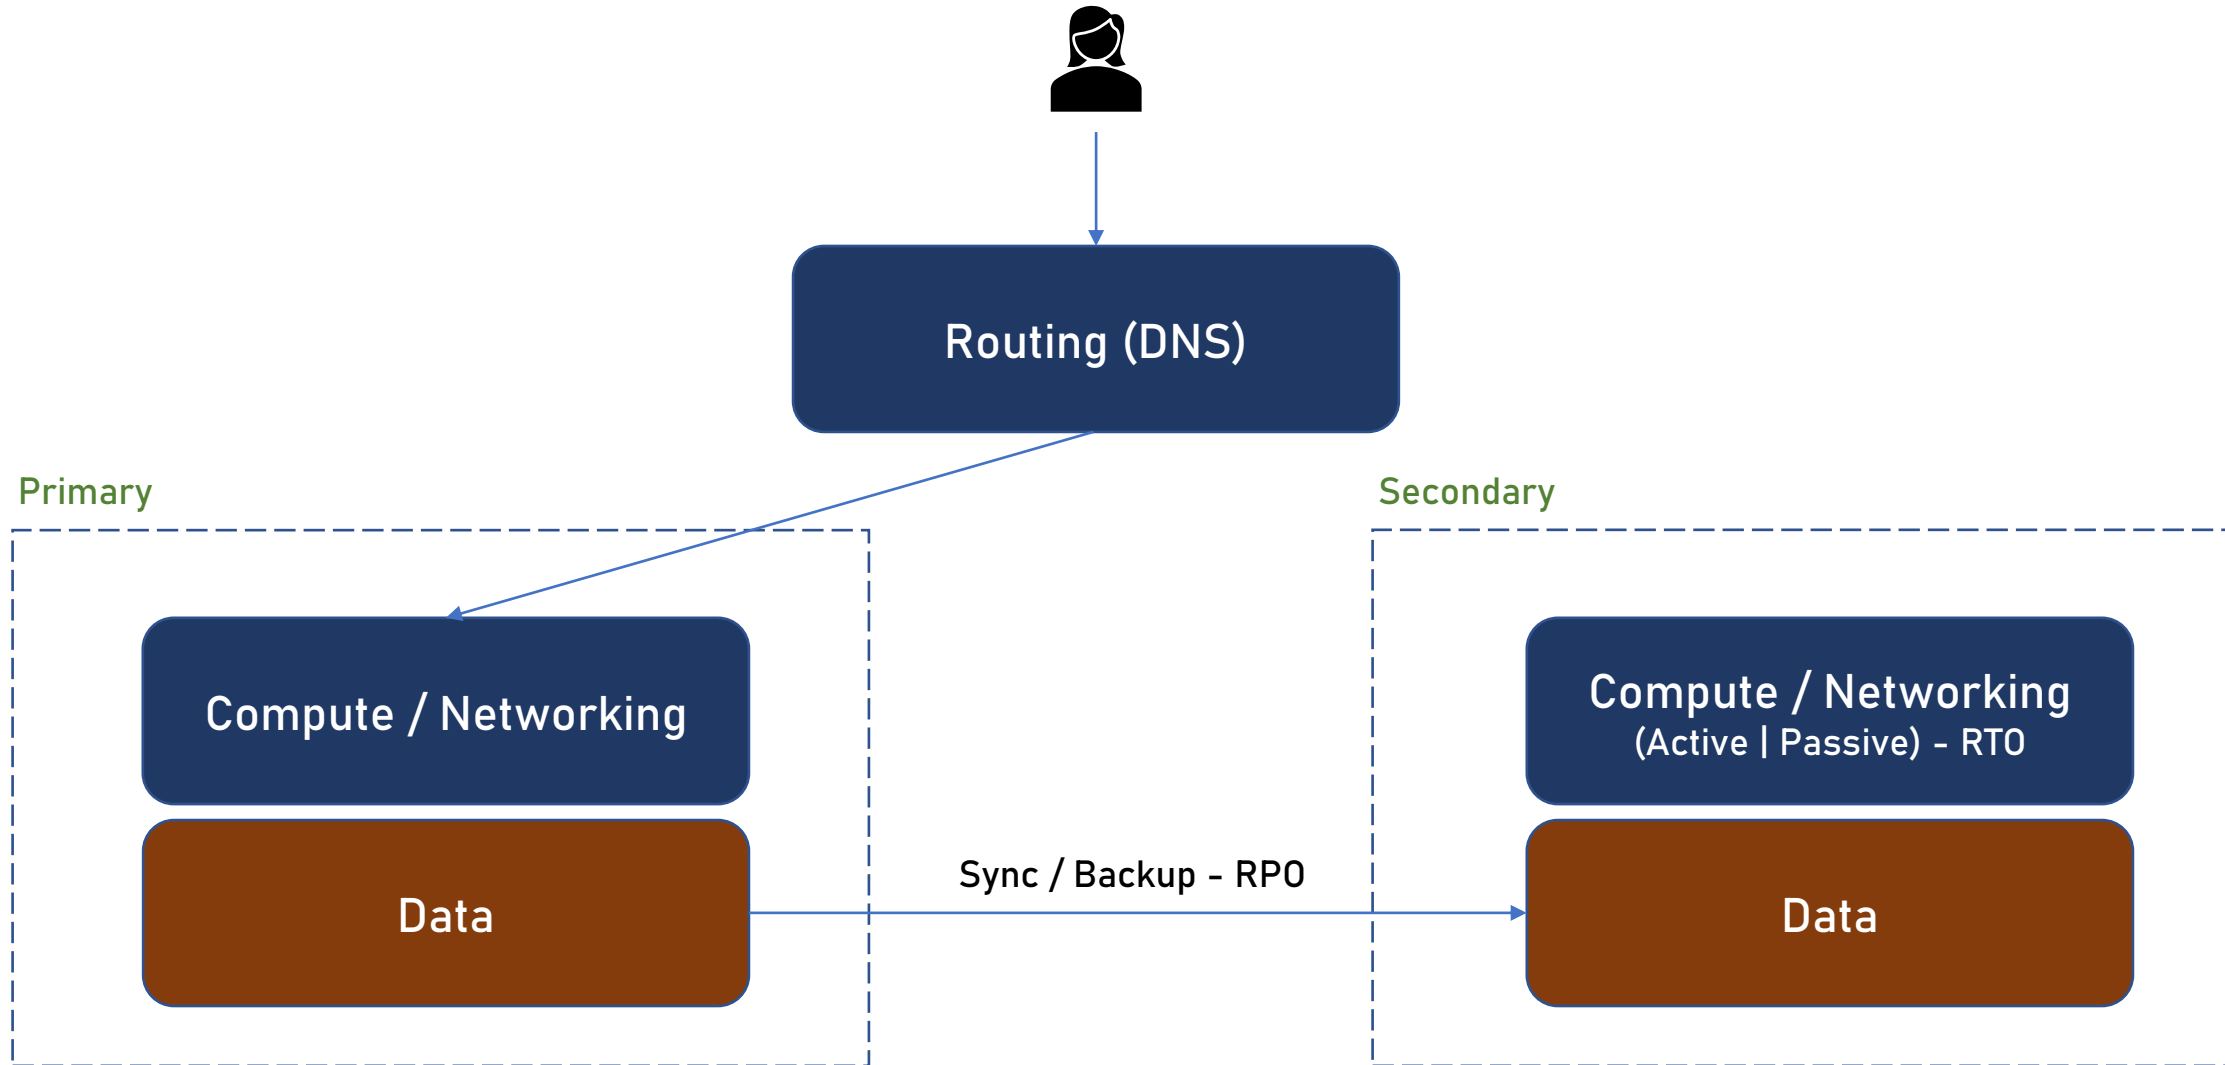 Routing (DNS)
Primary
Secondary
Compute / Networking
Compute / Networking
(Active | Passive) - RTO
Sync / Backup - RPO
Data
Data